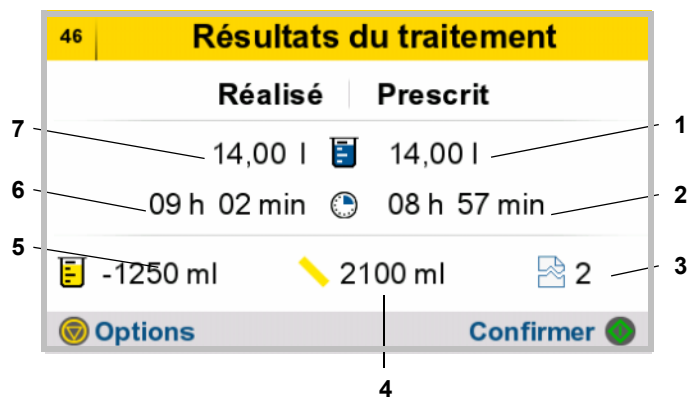 46 Résultats du traitement
Réalisé Prescrit
7 14,00 l 14,00 l 1
6 09 h 02 min 08 h 57 min 2
5 -1250 ml 2100 ml 2 3
Options Confirmer
4